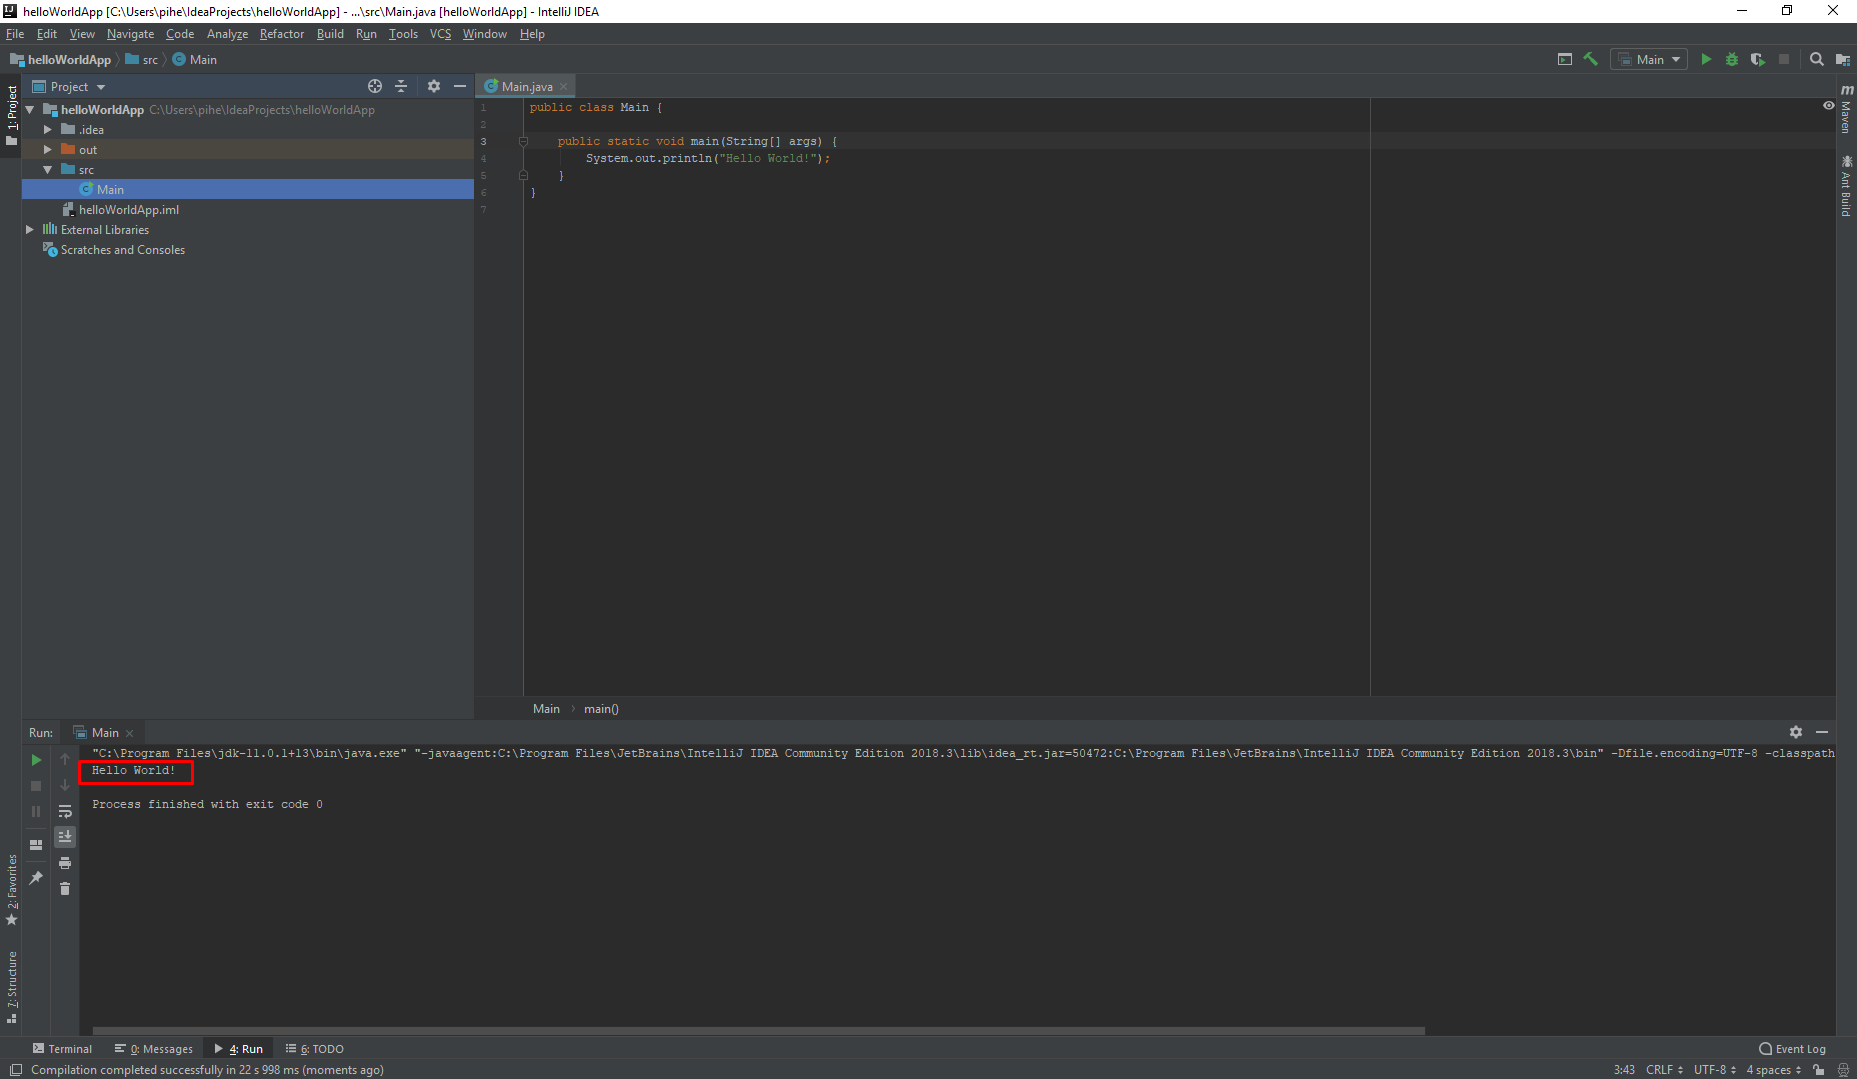 helloWorldApp [C:\Users\pihe\IdeaProjects\helloWorldApp] - ...\src\Main.java [helloWorldApp] - IntelliJ IDEA
File Edit View Navigate Code Analyze Refactor Build Run Tools VCS Window Help
helloWorldApp src Main
Main
1: Project
Project
helloWorldApp C:\Users\pihe\IdeaProjects\helloWorldApp
.idea
out
src
Main
helloWorldApp.iml
External Libraries
Scratches and Consoles
Main.java
1 public class Main {
2
3 public static void main(String[] args) {
4 System.out.println("Hello World!");
5 }
6 }
7
Maven
Ant Build
Main main()
Run: Main
"C:\Program Files\jdk-11.0.1+13\bin\java.exe" "-javaagent:C:\Program Files\JetBrains\IntelliJ IDEA Community Edition 2018.3\lib\idea_rt.jar=50472:C:\Program Files\JetBrains\IntelliJ IDEA Community Edition 2018.3\bin" -Dfile.encoding=UTF-8 -classpath
Hello World!
Process finished with exit code 0
2: Favorites
7: Structure
Terminal 0: Messages 4: Run 6: TODO
Event Log
Compilation completed successfully in 22 s 998 ms (moments ago)
3:43 CRLF UTF-8 4 spaces